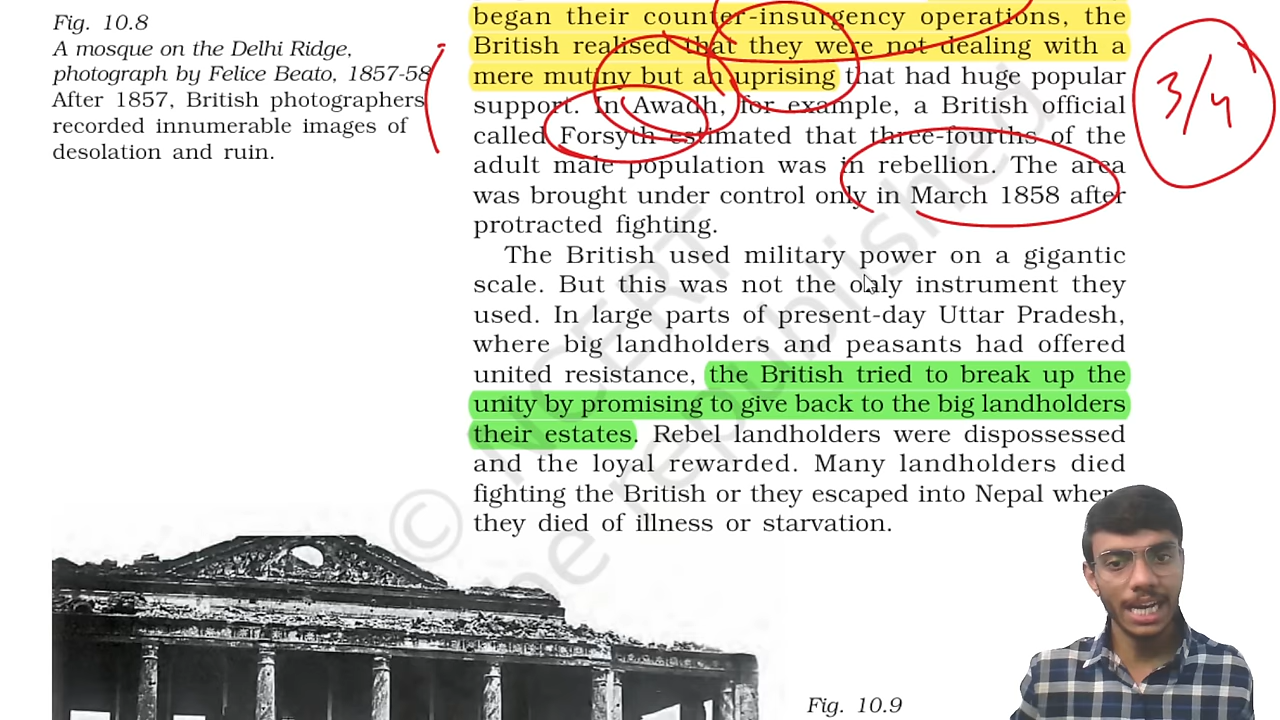 Fig. 10.8
A mosque on the Delhi Ridge,
photograph by Felice Beato, 1857-58
After 1857, British photographers
recorded innumerable images of
desolation and ruin.
began their counter-insurgency operations, the
British realised that they were not dealing with a
mere mutiny but an uprising that had huge popular
support. In Awadh, for example, a British official
called Forsyth estimated that three-fourths of the
adult male population was in rebellion. The area
was brought under control only in March 1858 after
protracted fighting.
3/4
The British used military power on a gigantic
scale. But this was not the only instrument they
used. In large parts of present-day Uttar Pradesh,
where big landholders and peasants had offered
united resistance, the British tried to break up the
unity by promising to give back to the big landholders
their estates. Rebel landholders were dispossessed
and the loyal rewarded. Many landholders died
fighting the British or they escaped into Nepal where
they died of illness or starvation.
© NCERT
be republished
Fig. 10.9